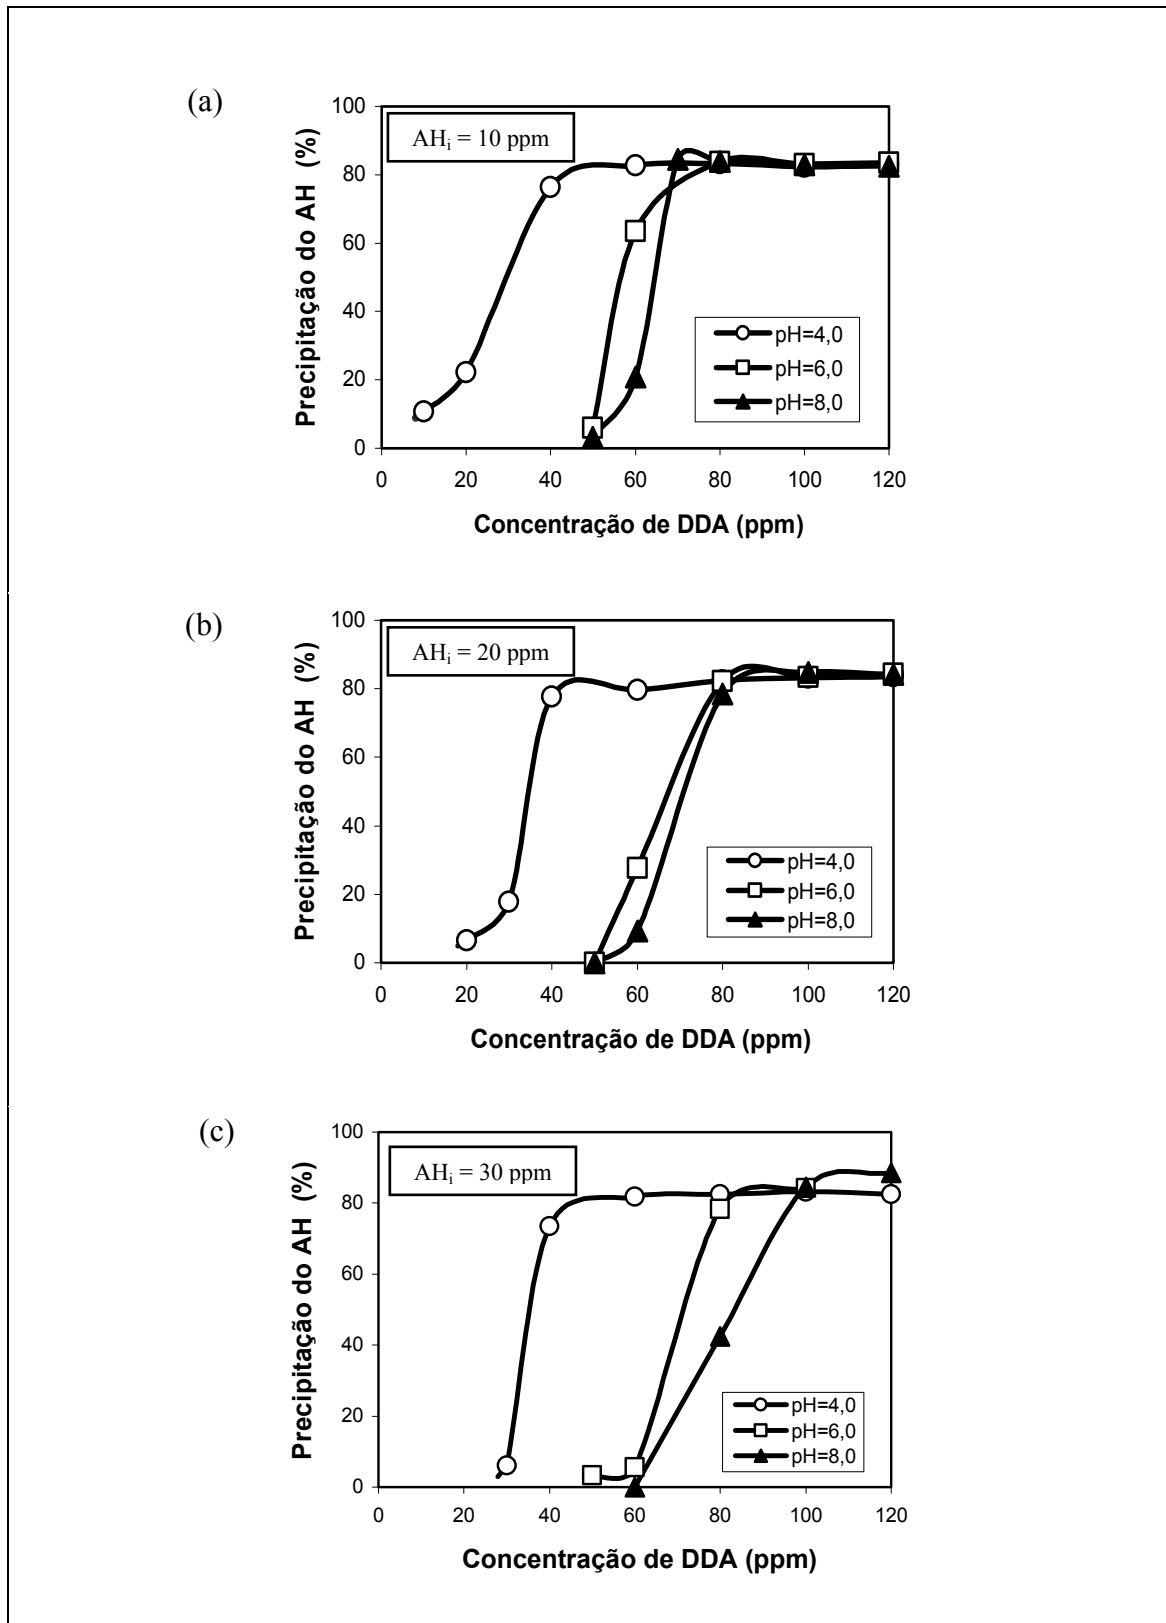 (a)
Precipitação do AH (%)
100
80
60
40
20
0
AHi = 10 ppm
pH=4,0
pH=6,0
pH=8,0
0 20 40 60 80 100 120
Concentração de DDA (ppm)
(b)
Precipitação do AH (%)
100
80
60
40
20
0
AHi = 20 ppm
pH=4,0
pH=6,0
pH=8,0
0 20 40 60 80 100 120
Concentração de DDA (ppm)
(c)
Precipitação do AH (%)
100
80
60
40
20
0
AHi = 30 ppm
pH=4,0
pH=6,0
pH=8,0
0 20 40 60 80 100 120
Concentração de DDA (ppm)